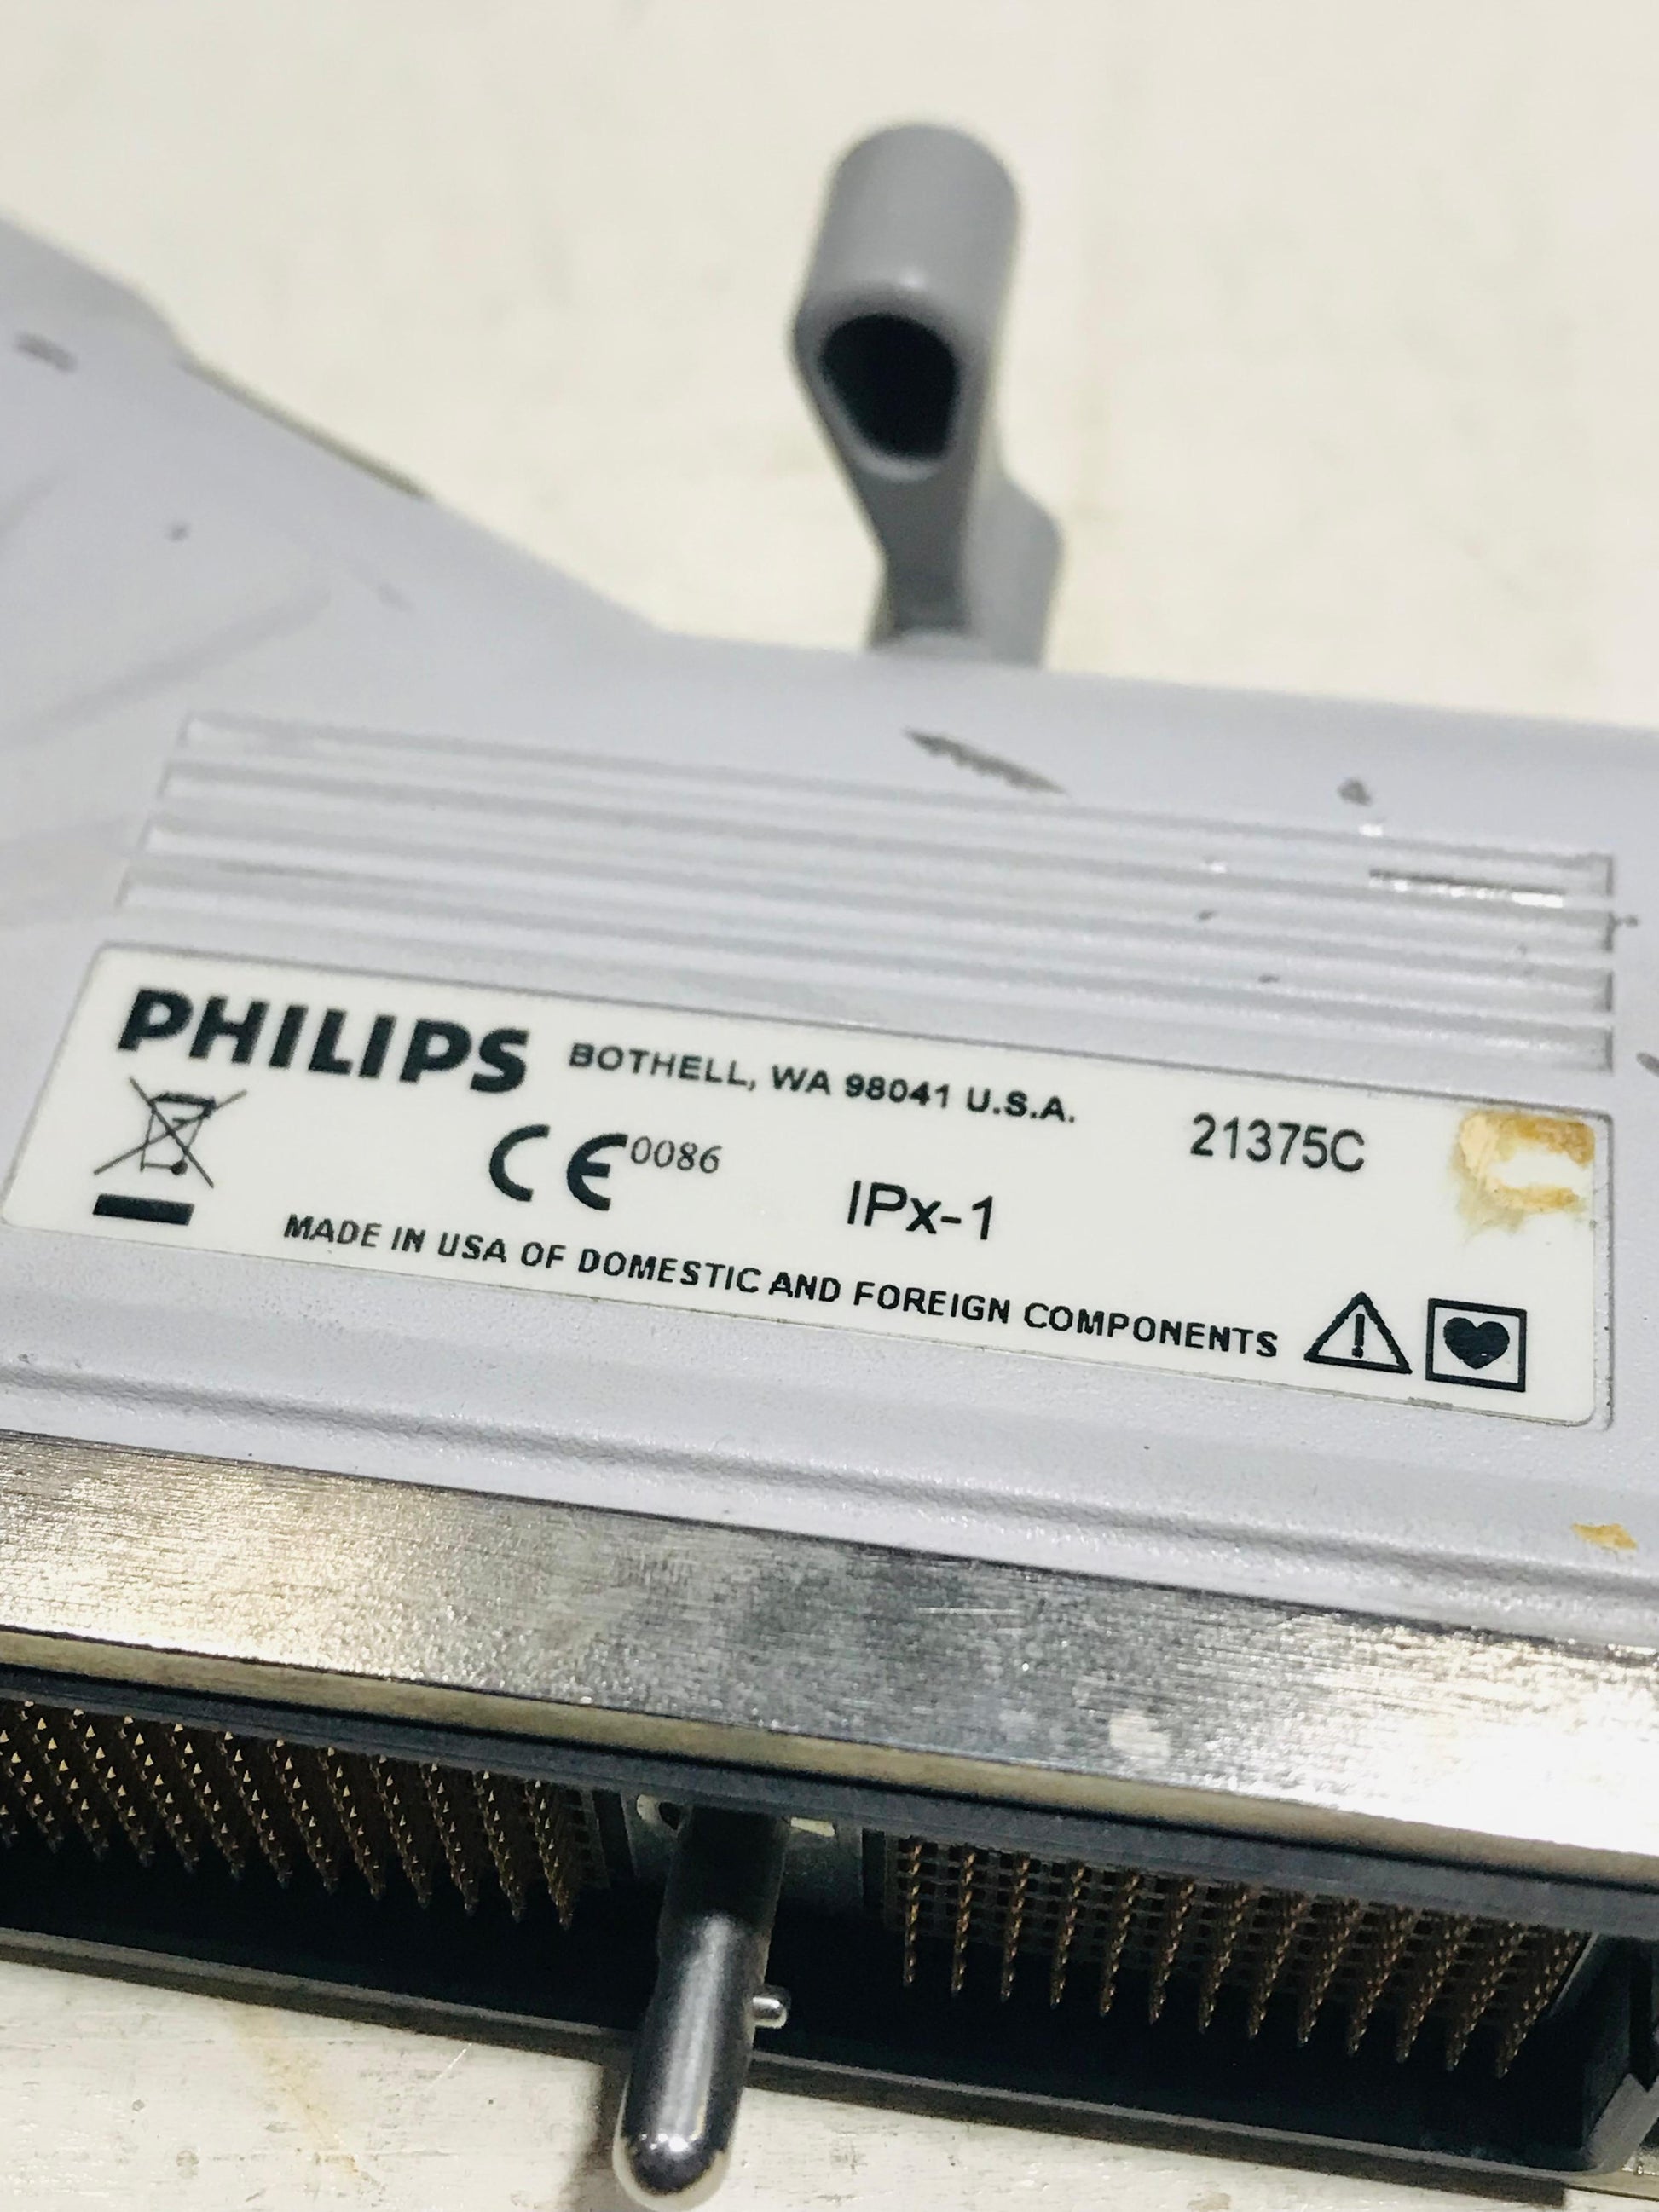 PHILIPS BOTHELL, WA 98041 U.S.A. 21375C
CE 0086 IPx-1
MADE IN USA OF DOMESTIC AND FOREIGN COMPONENTS